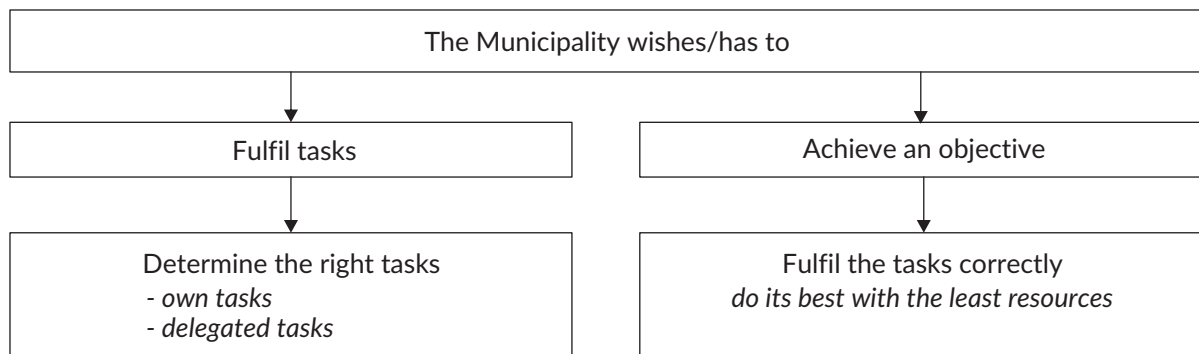 The Municipality wishes/has to
Fulfil tasks
Achieve an objective
Determine the right tasks
- own tasks
- delegated tasks
Fulfil the tasks correctly
do its best with the least resources